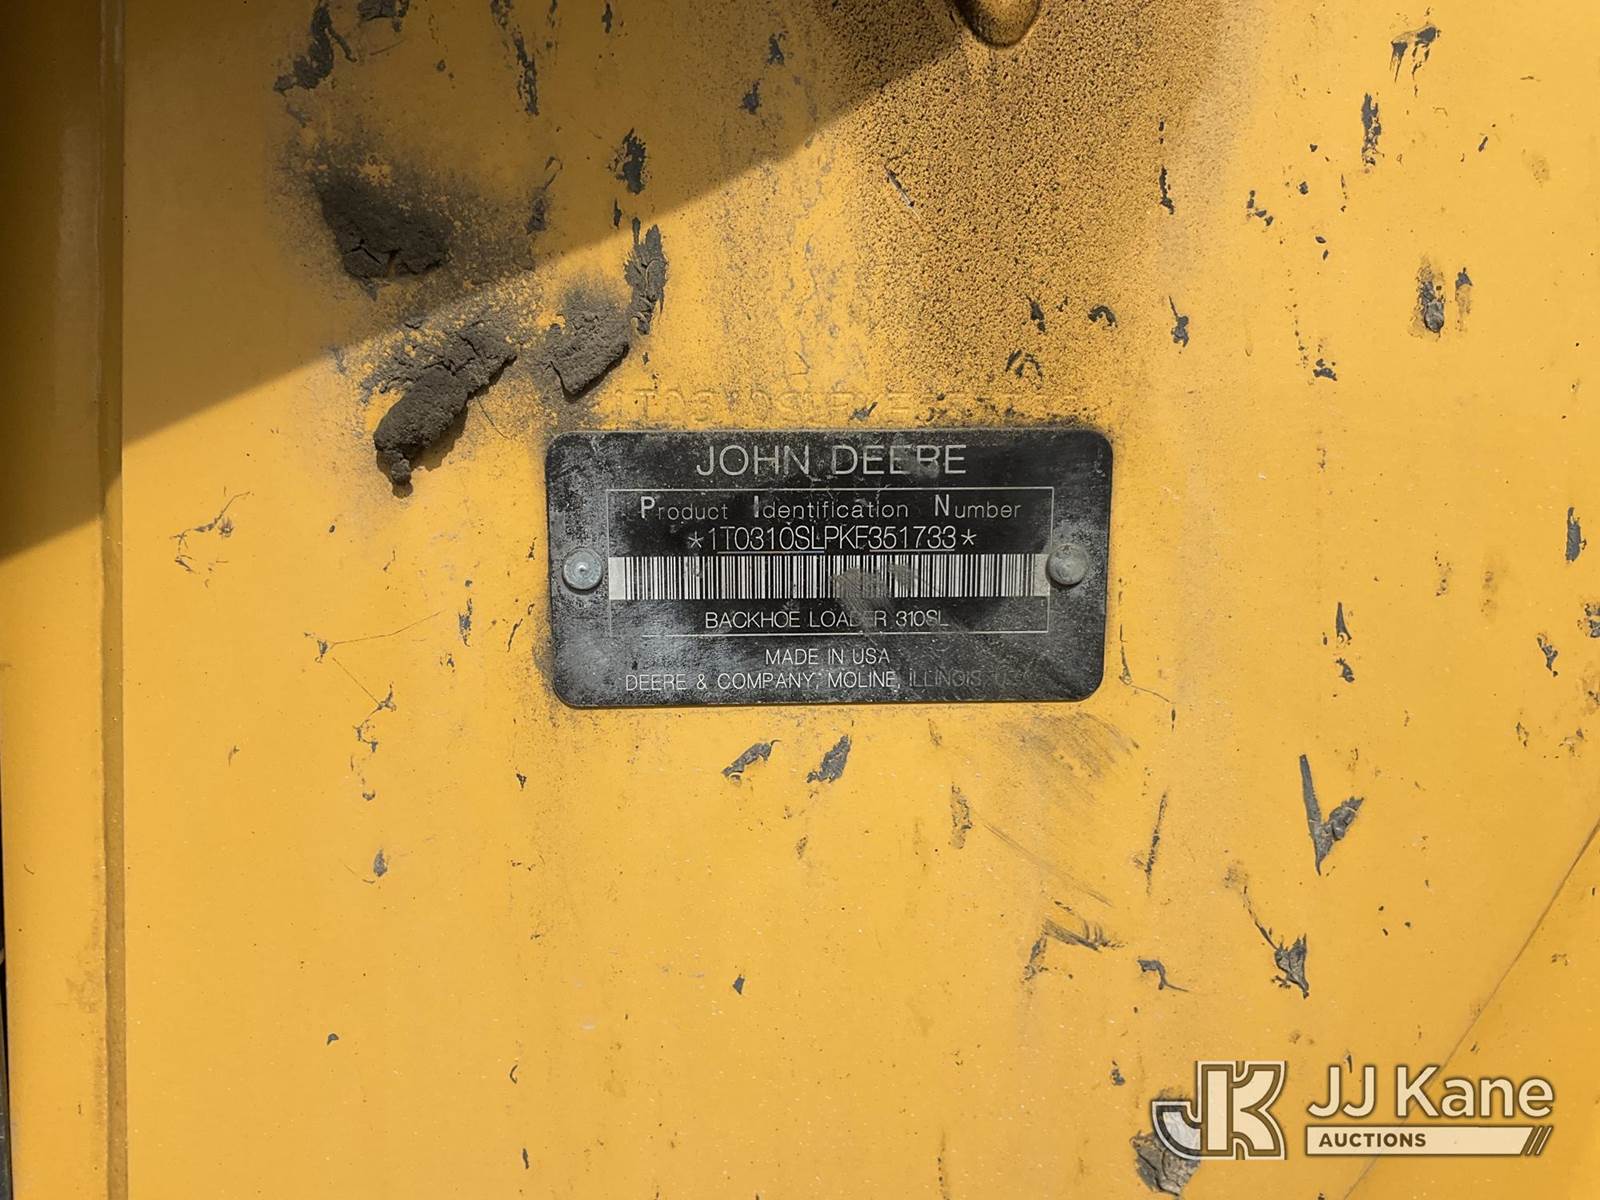 JOHN DEERE
Product Identification Number
*1T0310SLPKF351733*
BACKHOE LOADER 310SL
MADE IN USA
DEERE & COMPANY, MOLINE, ILLINOIS, USA
JJ Kane
AUCTIONS